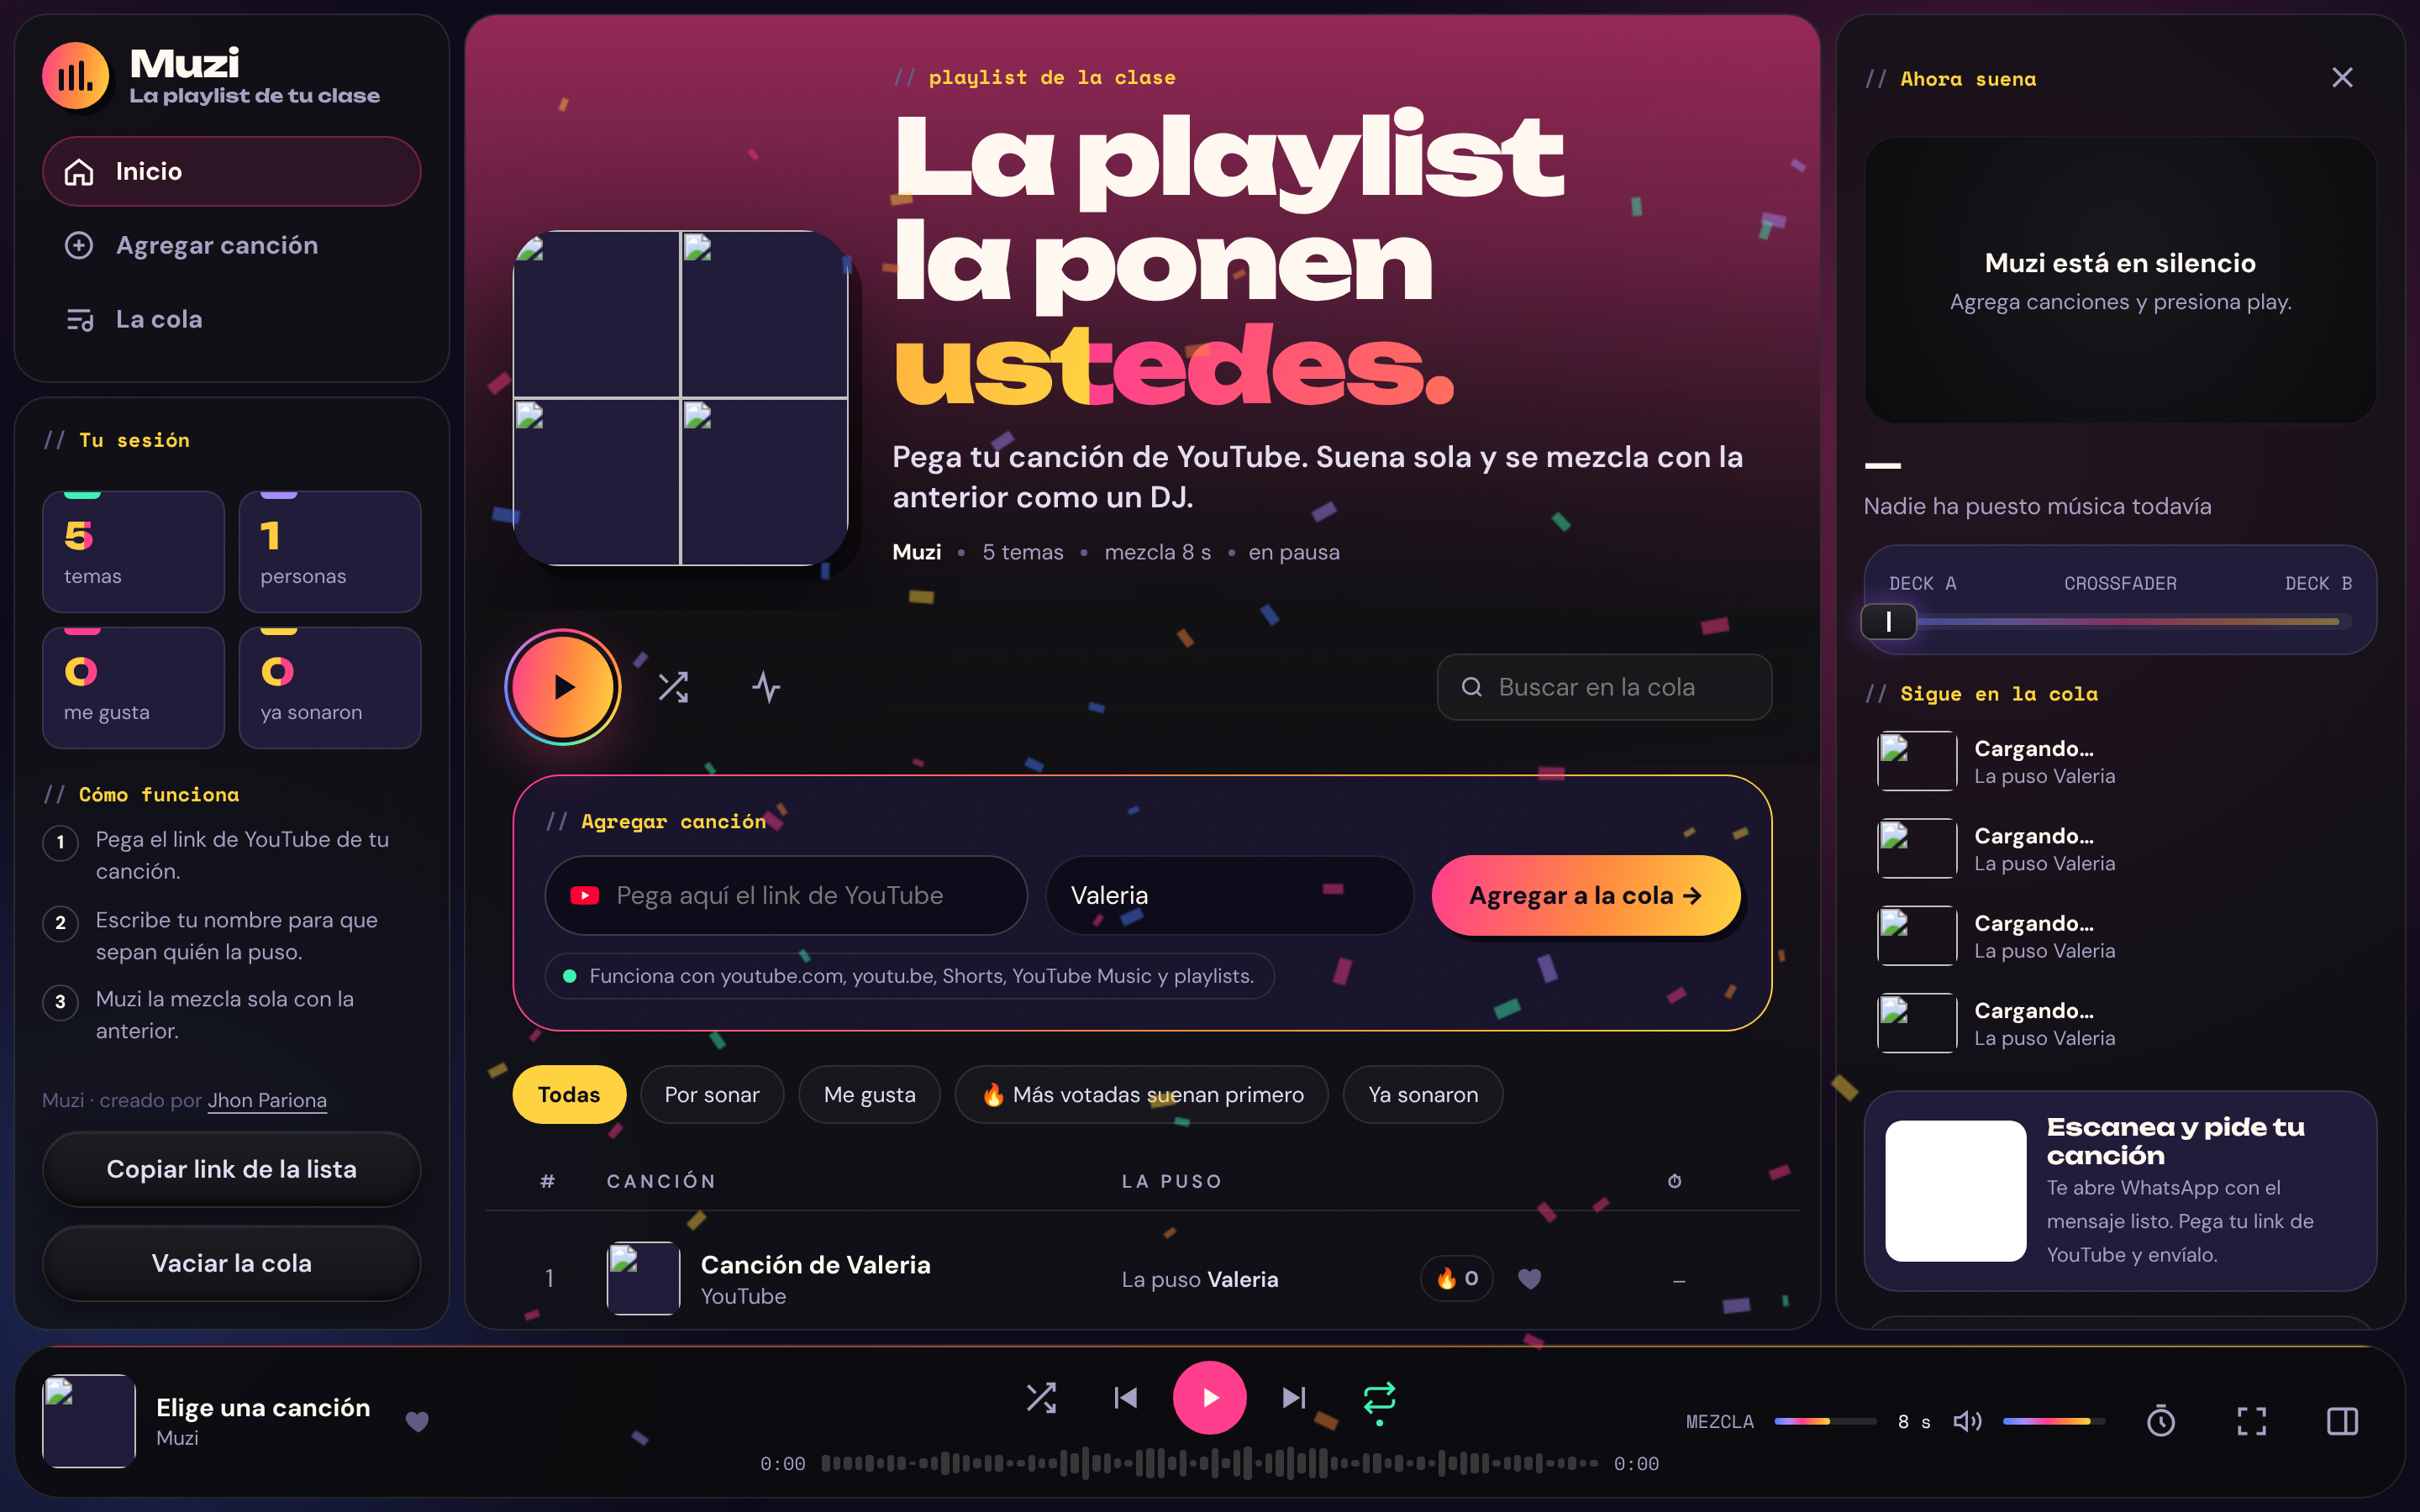 Muzi
La playlist de tu clase
Inicio
Agregar canción
La cola
// Tu sesión
5
temas
1
personas
0
me gusta
0
ya sonaron
// Cómo funciona
1
Pega el link de YouTube de tu
canción.
2
Escribe tu nombre para que
sepan quién la puso.
3
Muzi la mezcla sola con la
anterior.
Muzi · creado por Jhon Pariona
Copiar link de la lista
Vaciar la cola
// playlist de la clase
La playlist
la ponen
ustedes.
Pega tu canción de YouTube. Suena sola y se mezcla con la
anterior como un DJ.
Muzi • 5 temas • mezcla 8 s • en pausa
Buscar en la cola
// Agregar canción
Pega aquí el link de YouTube
Valeria
Agregar a la cola →
Funciona con youtube.com, youtu.be, Shorts, YouTube Music y playlists.
Todas
Por sonar
Me gusta
🔥 Más votadas suenan primero
Ya sonaron
# CANCIÓN LA PUSO ⏱
1
Canción de Valeria
YouTube
La puso Valeria
🔥 0
–
// Ahora suena
Muzi está en silencio
Agrega canciones y presiona play.
—
Nadie ha puesto música todavía
DECK A CROSSFADER DECK B
// Sigue en la cola
Cargando…
La puso Valeria
Cargando…
La puso Valeria
Cargando…
La puso Valeria
Cargando…
La puso Valeria
Escanea y pide tu
canción
Te abre WhatsApp con el
mensaje listo. Pega tu link de
YouTube y envíalo.
Elige una canción
Muzi
0:00
0:00
MEZCLA
8 s